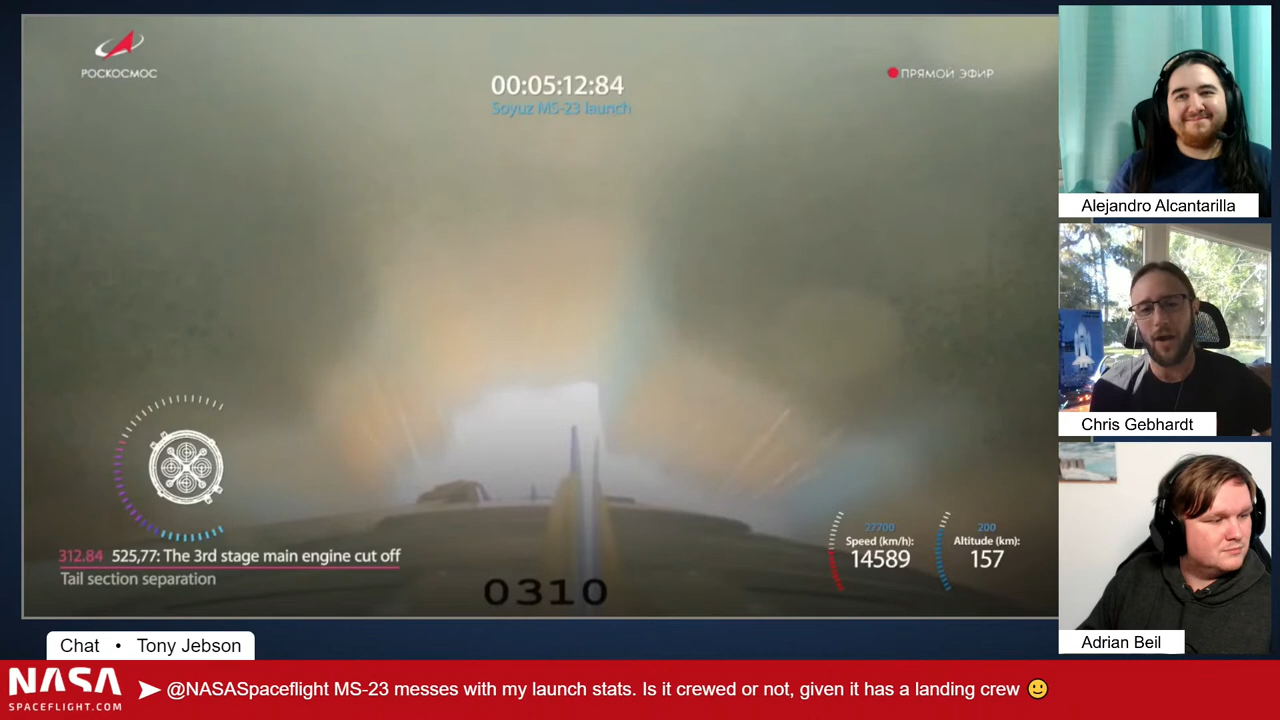 РОСКОСМОС
00:05:12:84
Soyuz MS-23 launch
ПРЯМОЙ ЭФИР
312.84 525,77: The 3rd stage main engine cut off
Tail section separation
0310
27700
Speed (km/h):
14589
200
Altitude (km):
157
Alejandro Alcantarilla
Chris Gebhardt
Adrian Beil
Chat • Tony Jebson
NASA
SPACEFLIGHT.COM
@NASASpaceflight MS-23 messes with my launch stats. Is it crewed or not, given it has a landing crew 🙂